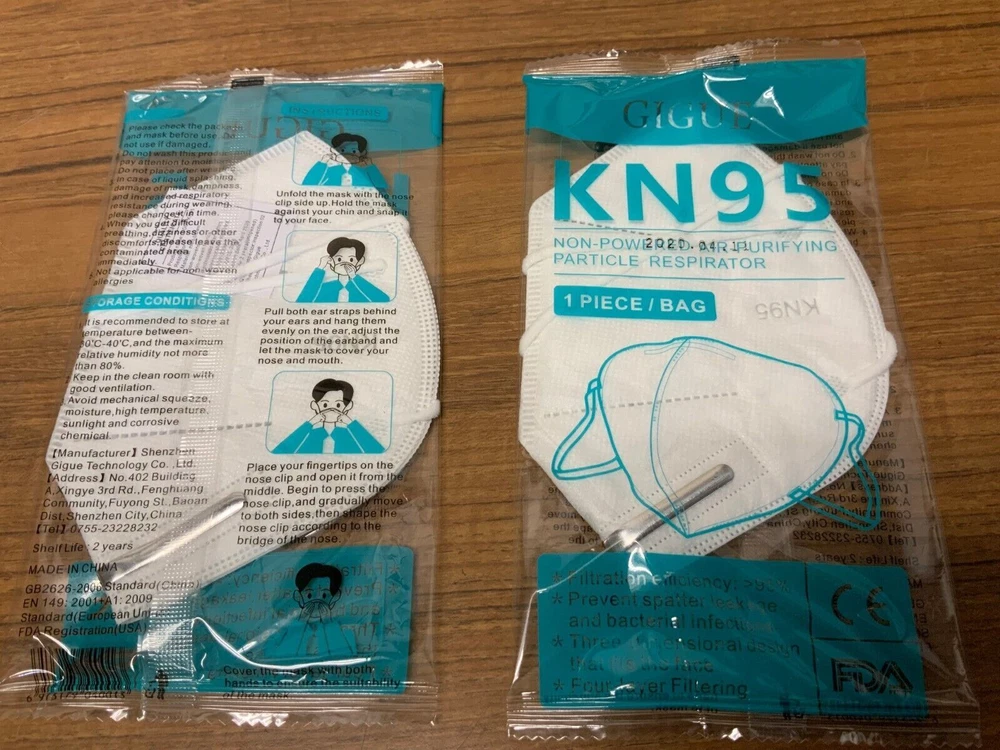 INSTRUCTIONS
Please check the package
and mask before use. Do
not use if damaged.
Do not wash this product
pay attention to
Do not place after
in case of liquid splashing,
damage of mask, dampness,
and increased respiratory
resistance during wearing,
please change it in time.
When you get difficult
breathing, dizziness or other
discomforts, please leave the
contaminated area
immediately
Not applicable for non-woven
allergies
ORAGE CONDITIONS
It is recommended to store at
temperature between-
30'C-40'C,and the maximum
relative humidity not more
than 80%.
Keep in the clean room with
good ventilation.
Avoid mechanical squeeze,
moisture,high temperature,
sunlight and corrosive
chemical.
【Manufacturer】Shenzhen
Gigue Technology Co.,Ltd.
【Address】No.402 Building
A,Xingye 3rd Rd.,Fenghuang
Community,Fuyong St. Baoan
Dist,Shenzhen City,China
【Tel】0755-23228232
Shelf Life: 2 years
MADE IN CHINA
GB2626-2006 Standard(China)
EN 149: 2001+A1: 2009
Standard(European
FDA Registration(USA)
Unfold the mask with the nose
clip side up.Hold the mask
against your chin and snap it
to your face.
Pull both ear straps behind
your ears and hang them
evenly on the ear,adjust the
position of the earband and
let the mask to cover your
nose and mouth.
Place your fingertips on the
nose clip and open it from the
middle. Begin to press the
nose clip,and gradually move
to both sides,then shape the
nose clip according to the
bridge of the nose.
Cover the mask with both
hands to ensure the suitability
of the mask.
GIGUE
KN95
2020.04.11
NON-POWERED AIR PURIFYING
PARTICLE RESPIRATOR
1 PIECE / BAG
KN95
* Filtration efficiency: >95%
* Prevent spatter leakage
and bacterial infection
* Three dimensional design
that fits the face
* Four layer Filtering
CE
FDA